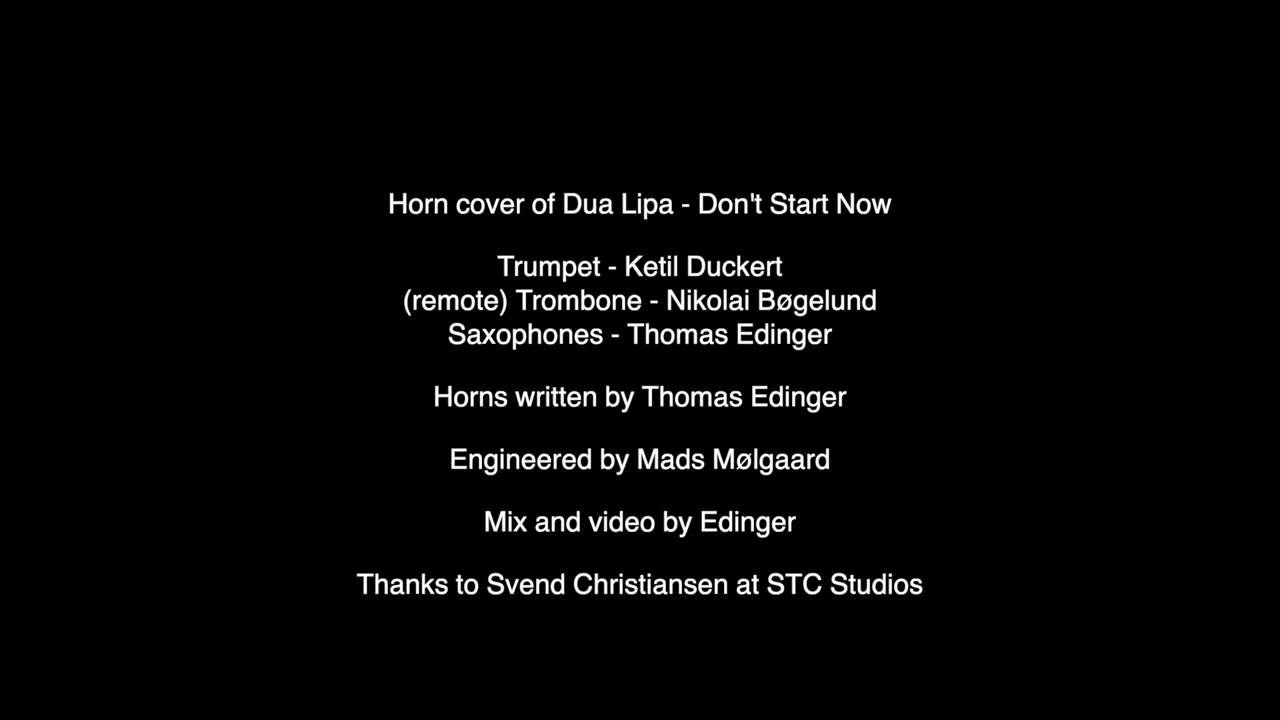 Horn cover of Dua Lipa - Don't Start Now
Trumpet - Ketil Duckert
(remote) Trombone - Nikolai Bøgelund
Saxophones - Thomas Edinger
Horns written by Thomas Edinger
Engineered by Mads Mølgaard
Mix and video by Edinger
Thanks to Svend Christiansen at STC Studios